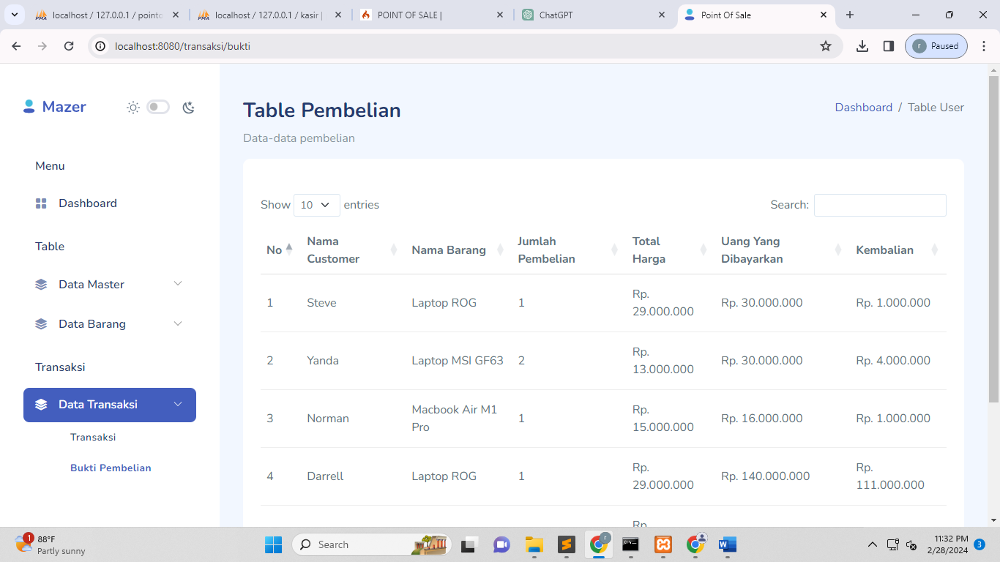 localhost / 127.0.0.1 / pointo
localhost / 127.0.0.1 / kasir |
POINT OF SALE |
ChatGPT
Point Of Sale
localhost:8080/transaksi/bukti
r
Paused
Mazer
Menu
Dashboard
Table
Data Master
Data Barang
Transaksi
Data Transaksi
Transaksi
Bukti Pembelian
Table Pembelian
Dashboard / Table User
Data-data pembelian
Show 10 entries
Search:
No Nama Customer Nama Barang Jumlah Pembelian Total Harga Uang Yang Dibayarkan Kembalian
1 Steve Laptop ROG 1 Rp. 29.000.000 Rp. 30.000.000 Rp. 1.000.000
2 Yanda Laptop MSI GF63 2 Rp. 13.000.000 Rp. 30.000.000 Rp. 4.000.000
3 Norman Macbook Air M1 Pro 1 Rp. 15.000.000 Rp. 16.000.000 Rp. 1.000.000
4 Darrell Laptop ROG 1 Rp. 29.000.000 Rp. 140.000.000 Rp. 111.000.000
Rp.
1
88°F
Partly sunny
Search
11:32 PM
2/28/2024
3